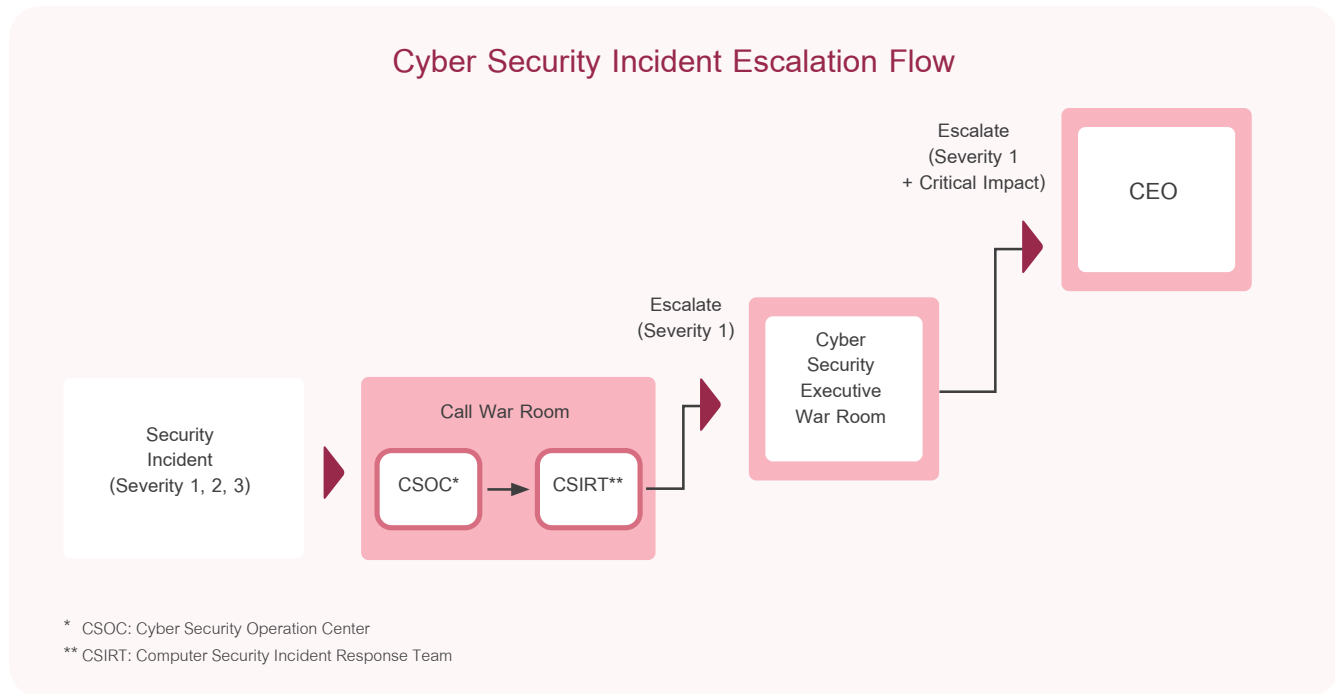 Cyber Security Incident Escalation Flow
Escalate
(Severity 1
+ Critical Impact)
CEO
Escalate
(Severity 1)
Cyber
Security
Executive
War Room
Call War Room
Security
Incident
(Severity 1, 2, 3)
CSOC*
CSIRT**
* CSOC: Cyber Security Operation Center
** CSIRT: Computer Security Incident Response Team